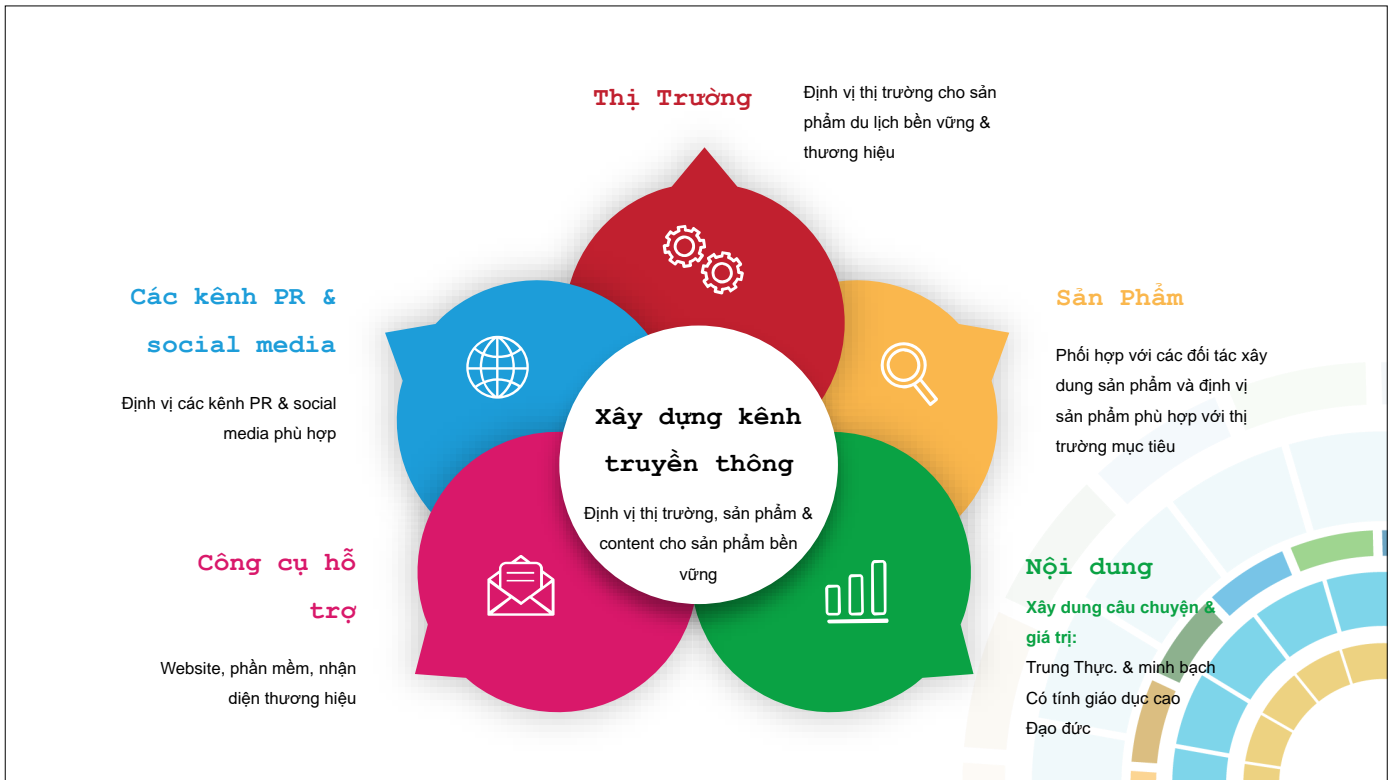 Thị Trường
Định vị thị trường cho sản
phẩm du lịch bền vững &
thương hiệu
Các kênh PR &
social media
Định vị các kênh PR & social
media phù hợp
Sản Phẩm
Phối hợp với các đối tác xây
dung sản phẩm và định vị
sản phẩm phù hợp với thị
trường mục tiêu
Xây dựng kênh
truyền thông
Định vị thị trường, sản phẩm &
content cho sản phẩm bền
vững
Công cụ hỗ
trợ
Website, phần mềm, nhận
diện thương hiệu
Nội dung
Xây dung câu chuyện &
giá trị:
Trung Thực. & minh bạch
Có tính giáo dục cao
Đạo đức